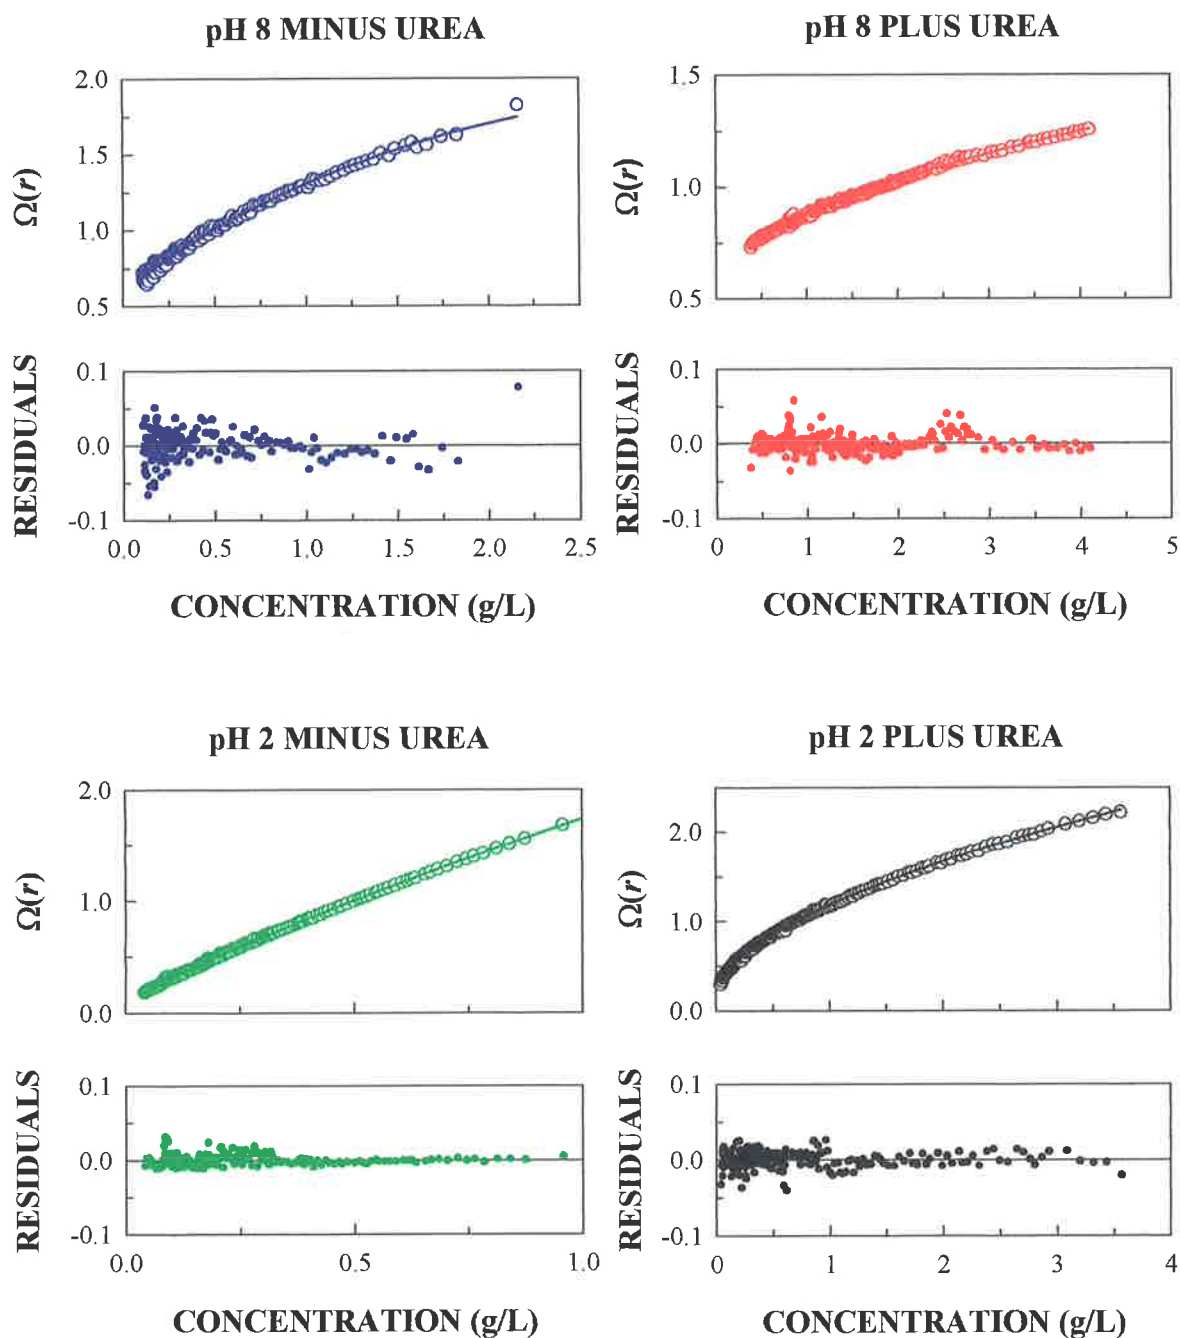 pH 8 MINUS UREA
2.0
1.5
1.0
0.5
Ω(r)
0.1
0.0
-0.1
RESIDUALS
0.0 0.5 1.0 1.5 2.0 2.5
CONCENTRATION (g/L)
pH 8 PLUS UREA
1.5
1.0
0.5
Ω(r)
0.1
0.0
-0.1
RESIDUALS
0 1 2 3 4 5
CONCENTRATION (g/L)
pH 2 MINUS UREA
2.0
1.0
0.0
Ω(r)
0.1
0.0
-0.1
RESIDUALS
0.0 0.5 1.0
CONCENTRATION (g/L)
pH 2 PLUS UREA
2.0
1.0
0.0
Ω(r)
0.1
0.0
-0.1
RESIDUALS
0 1 2 3 4
CONCENTRATION (g/L)